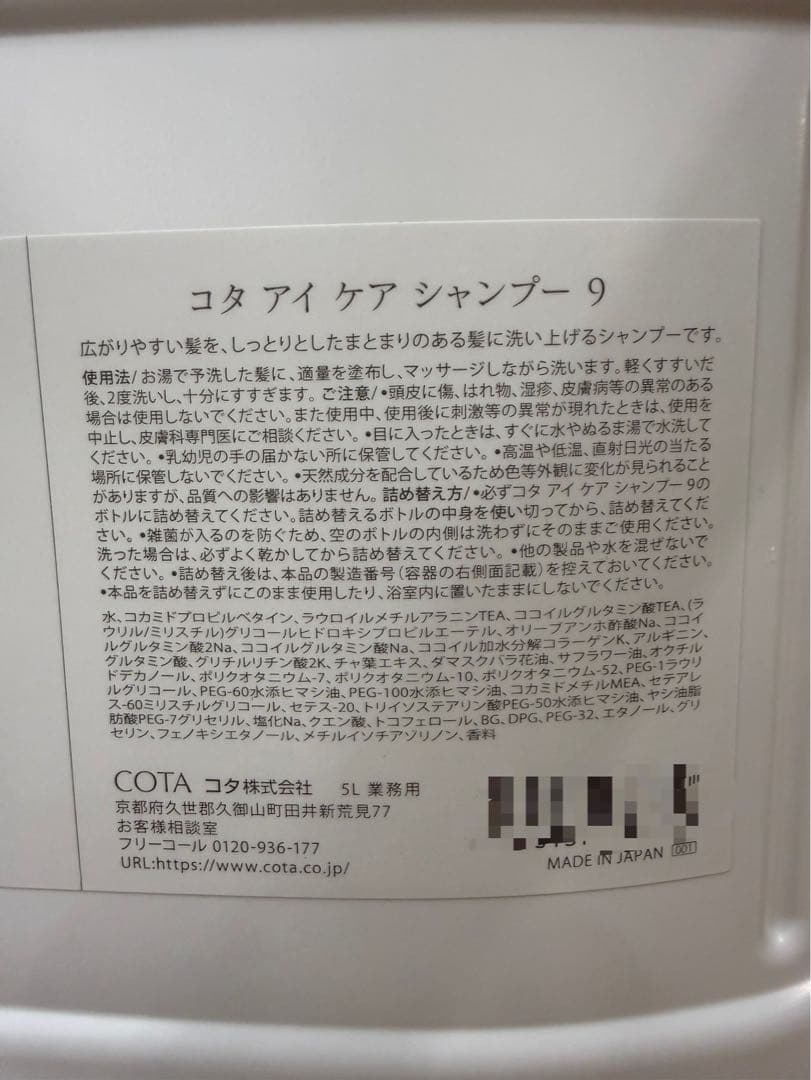 コタ アイ ケア シャンプー 9
広がりやすい髪を、しっとりとしたまとまりのある髪に洗い上げるシャンプーです。
使用法/お湯で予洗した髪に、適量を塗布し、マッサージしながら洗います。軽くすすいだ
後、2度洗いし、十分にすすぎます。ご注意/•頭皮に傷、はれ物、湿疹、皮膚病等の異常のある
場合は使用しないでください。また使用中、使用後に刺激等の異常が現れたときは、使用を
中止し、皮膚科専門医にご相談ください。•目に入ったときは、すぐに水やぬるま湯で水洗して
ください。•乳幼児の手の届かない所に保管してください。•高温や低温、直射日光の当たる
場所に保管しないでください。•天然成分を配合しているため色等外観に変化が見られること
がありますが、品質への影響はありません。詰め替え方/•必ずコタ アイ ケア シャンプー 9の
ボトルに詰め替えてください。詰め替えるボトルの中身を使い切ってから、詰め替えてくだ
さい。•雑菌が入るのを防ぐため、空のボトルの内側は洗わずにそのままご使用ください。
洗った場合は、必ずよく乾かしてから詰め替えてください。•他の製品や水を混ぜないで
ください。•詰め替え後は、本品の製造番号（容器の右側面記載）を控えておいてください。
•本品を詰め替えずにこのまま使用したり、浴室内に置いたままにしないでください。
水、コカミドプロピルベタイン、ラウロイルメチルアラニンTEA、ココイルグルタミン酸TEA、(ラ
ウリル/ミリスチル)グリコールヒドロキシプロピルエーテル、オリーブアンホ酢酸Na、ココイ
ルグルタミン酸2Na、ココイルグルタミン酸Na、ココイル加水分解コラーゲンK、アルギニン、
グルタミン酸、グリチルリチン酸2K、チャ葉エキス、ダマスクバラ花油、サフラワー油、オクチル
ドデカノール、ポリクオタニウム-7、ポリクオタニウム-10、ポリクオタニウム-52、PEG-1ラウリ
ルグリコール、PEG-60水添ヒマシ油、PEG-100水添ヒマシ油、コカミドメチルMEA、セテアレ
ス-60ミリスチルグリコール、セテス-20、トリイソステアリン酸PEG-50水添ヒマシ油、ヤシ油脂
肪酸PEG-7グリセリル、塩化Na、クエン酸、トコフェロール、BG、DPG、PEG-32、エタノール、グリ
セリン、フェノキシエタノール、メチルイソチアゾリノン、香料
COTA コタ株式会社 5L 業務用
京都府久世郡久御山町田井新荒見77
お客様相談室
フリーコール 0120-936-177
URL:https://www.cota.co.jp/
MADE IN JAPAN 001